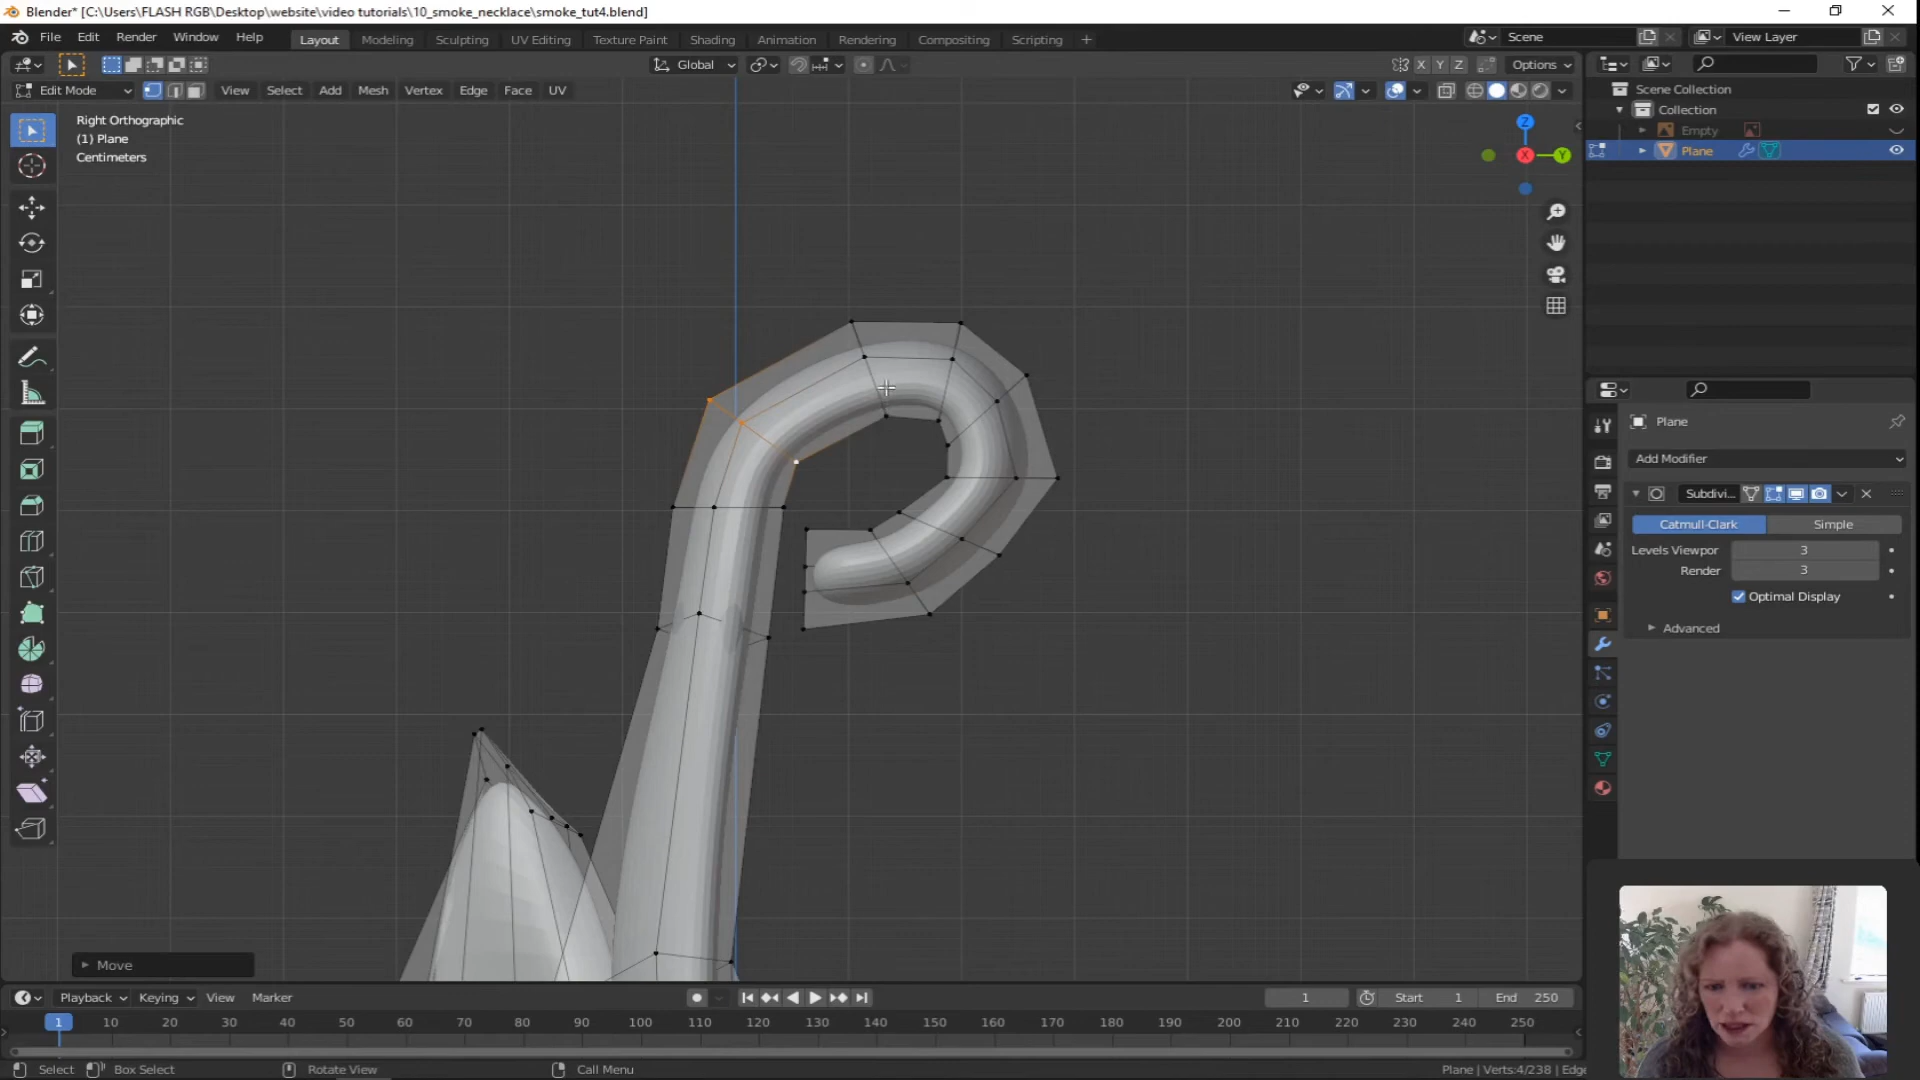 Blender* [C:\Users\FLASH RGB\Desktop\website\video tutorials\10_smoke_necklace\smoke_tut4.blend]
File Edit Render Window Help Layout Modeling Sculpting UV Editing Texture Paint Shading Animation Rendering Compositing Scripting + Scene View Layer
Global X Y Z Options
Edit Mode View Select Add Mesh Vertex Edge Face UV
Scene Collection
Collection
Empty
Plane
Right Orthographic
(1) Plane
Centimeters
Z
X
Y
Plane
Add Modifier
Subdivi...
Catmull-Clark Simple
Levels Viewpor 3
Render 3
Optimal Display
Advanced
Move
Playback Keying View Marker 1 Start 1 End 250
1 10 20 30 40 50 60 70 80 90 100 110 120 130 140 150 160 170 180 190 200 210 220 230 240 250
Select Box Select Rotate View Call Menu Plane | Verts:4/238 | Edge